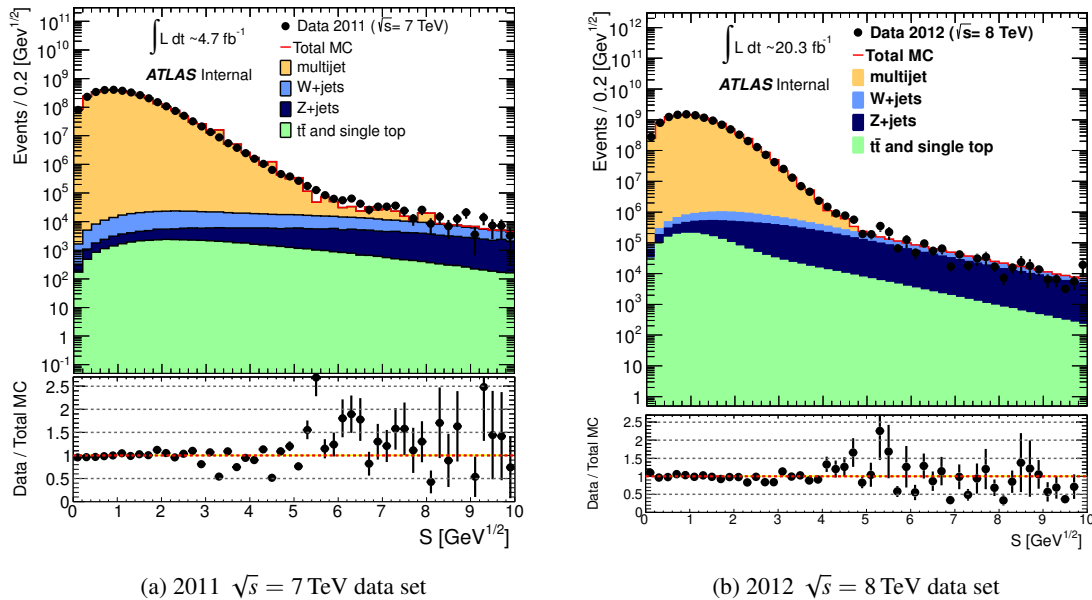 ∫L dt ~4.7 fb⁻¹
Data 2011 (√s= 7 TeV)
Total MC
ATLAS Internal
multijet
W+jets
Z+jets
tt̄ and single top
Events / 0.2 [GeV^{1/2}]
10¹¹
10¹⁰
10⁹
10⁸
10⁷
10⁶
10⁵
10⁴
10³
10²
10
1
10⁻¹
Data / Total MC
2.5
2
1.5
1
0.5
0
0 1 2 3 4 5 6 7 8 9 10
S [GeV^{1/2}]
(a) 2011 √s = 7 TeV data set
∫L dt ~20.3 fb⁻¹
Data 2012 (√s= 8 TeV)
Total MC
ATLAS Internal
multijet
W+jets
Z+jets
tt̄ and single top
Events / 0.2 [GeV^{1/2}]
10¹²
10¹¹
10¹⁰
10⁹
10⁸
10⁷
10⁶
10⁵
10⁴
10³
10²
10
1
Data / Total MC
2.5
2
1.5
1
0.5
0
0 1 2 3 4 5 6 7 8 9 10
S [GeV^{1/2}]
(b) 2012 √s = 8 TeV data set